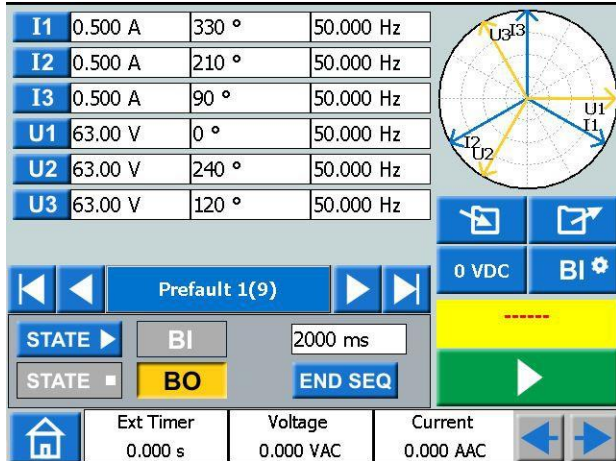 I1 0.500 A 330 ° 50.000 Hz
I2 0.500 A 210 ° 50.000 Hz
I3 0.500 A 90 ° 50.000 Hz
U1 63.00 V 0 ° 50.000 Hz
U2 63.00 V 240 ° 50.000 Hz
U3 63.00 V 120 ° 50.000 Hz
U3 I3
U1
I1
I2
U2
0 VDC BI
Prefault 1(9)
------
STATE BI 2000 ms
STATE BO END SEQ
Ext Timer Voltage Current
0.000 s 0.000 VAC 0.000 AAC